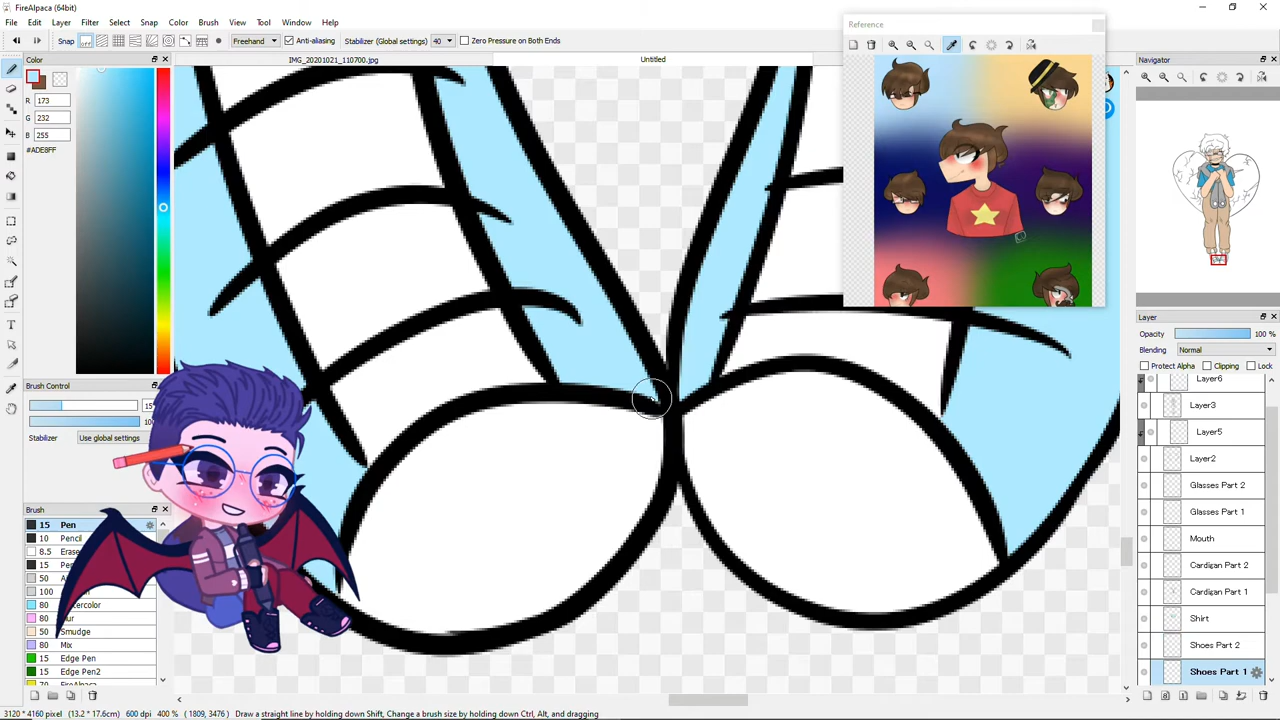 FireAlpaca (64bit)
File Edit Layer Filter Select Snap Color Brush View Tool Window Help
Snap off Freehand Anti-aliasing Stabilizer (Global settings) 40 Zero Pressure on Both Ends
Color
IMG_20201021_110700.jpg Untitled
R 173
G 232
B 255
#ADE8FF
Brush Control
15
100
Stabilizer Use global settings
Brush
15 Pen
10 Pencil
8.5 Erase
15
50
100
80 tercolor
80 lur
50 Smudge
80 Mix
15 Edge Pen
15 Edge Pen2
Reference
Navigator
Layer
Opacity 100 %
Blending Normal
Protect Alpha Clipping Lock
Layer6
Layer3
Layer5
Layer2
Glasses Part 2
Glasses Part 1
Mouth
Cardigan Part 2
Cardigan Part 1
Shirt
Shoes Part 2
Shoes Part 1
3120 * 4160 pixel (13.2 * 17.6cm) 600 dpi 400 % ( 1809, 3476 ) Draw a straight line by holding down Shift, Change a brush size by holding down Ctrl, Alt, and dragging